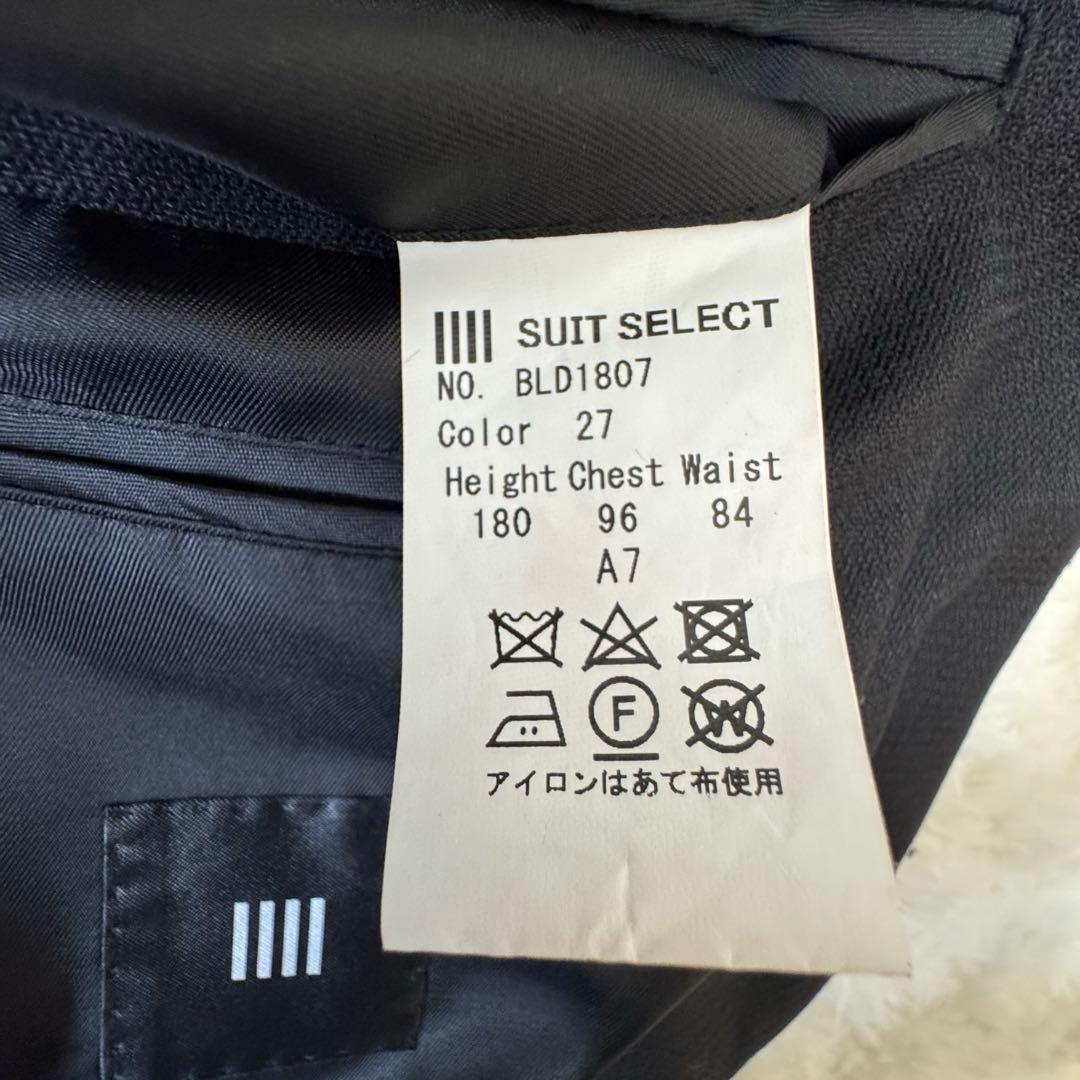 SUIT SELECT
NO. BLD1807
Color 27
Height Chest Waist
180 96 84
A7
F
W
アイロンはあて布使用